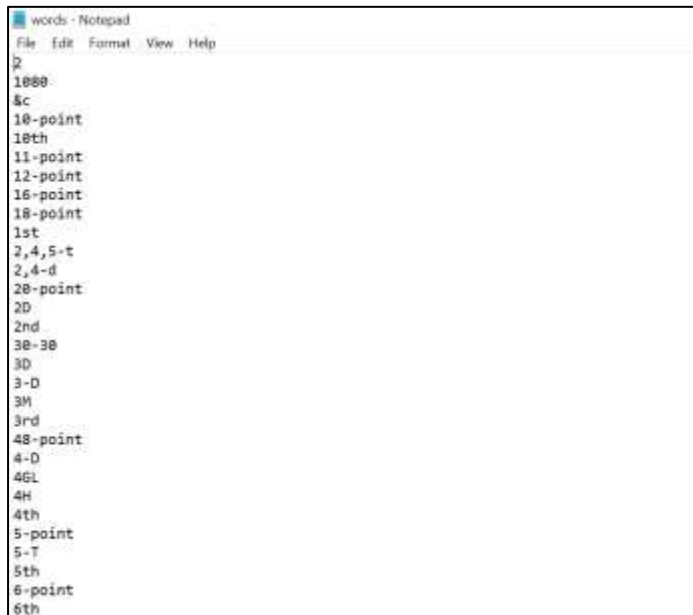 words - Notepad
File Edit Format View Help
2
1080
&c
10-point
10th
11-point
12-point
16-point
18-point
1st
2,4,5-t
2,4-d
20-point
2D
2nd
30-30
3D
3-D
3M
3rd
48-point
4-D
4GL
4H
4th
5-point
5-T
5th
6-point
6th